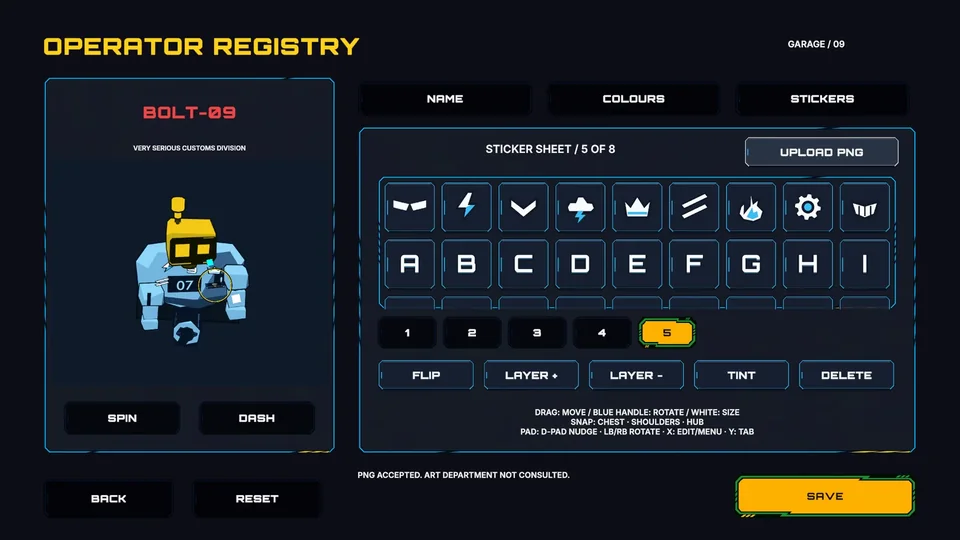 OPERATOR REGISTRY
GARAGE / 09
BOLT-09
VERY SERIOUS CUSTOMS DIVISION
07
SPIN
DASH
NAME
COLOURS
STICKERS
STICKER SHEET / 5 OF 8
UPLOAD PNG
A B C D E F G H I
1 2 3 4 5
FLIP
LAYER +
LAYER -
TINT
DELETE
DRAG: MOVE / BLUE HANDLE: ROTATE / WHITE: SIZE
SNAP: CHEST · SHOULDERS · HUB
PAD: D-PAD NUDGE · LB/RB ROTATE · X: EDIT/MENU · Y: TAB
PNG ACCEPTED. ART DEPARTMENT NOT CONSULTED.
BACK
RESET
SAVE